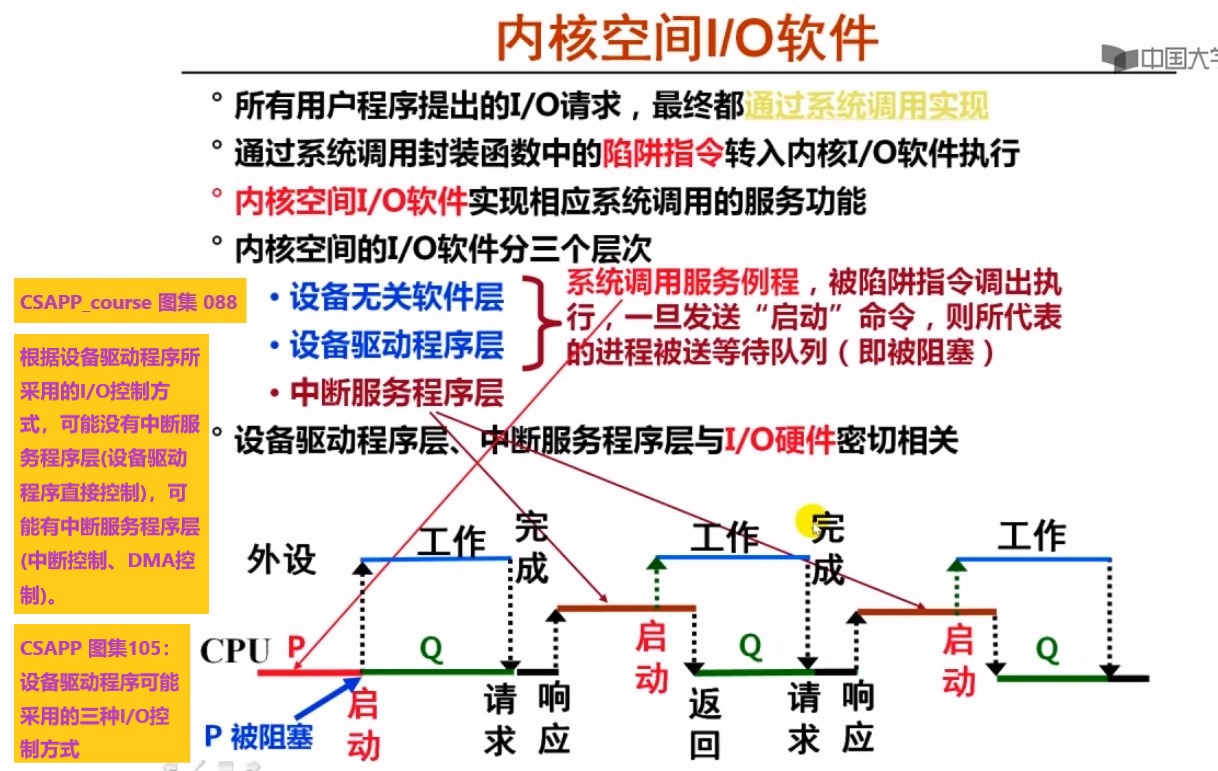 内核空间I/O软件
中国大学
° 所有用户程序提出的I/O请求，最终都通过系统调用实现
° 通过系统调用封装函数中的陷阱指令转入内核I/O软件执行
° 内核空间I/O软件实现相应系统调用的服务功能
° 内核空间的I/O软件分三个层次
• 设备无关软件层
• 设备驱动程序层
• 中断服务程序层
系统调用服务例程，被陷阱指令调出执
行，一旦发送“启动”命令，则所代表
的进程被送等待队列（即被阻塞）
° 设备驱动程序层、中断服务程序层与I/O硬件密切相关
CSAPP_course 图集 088
根据设备驱动程序所
采用的I/O控制方
式，可能没有中断服
务程序层(设备驱动
程序直接控制)，可
能有中断服务程序层
(中断控制、DMA控
制)。
CSAPP 图集105：
设备驱动程序可能
采用的三种I/O控
制方式
外设
工作
完成
工作
完成
工作
CPU
P
Q
启动
Q
启动
Q
P 被阻塞
启动
请求
响应
返回
请求
响应